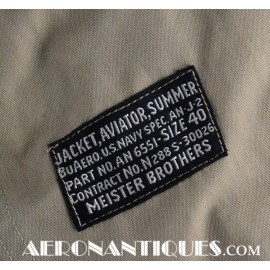 JACKET, AVIATOR, SUMMER
BUAERO, U.S. NAVY SPEC, AN-J-2
PART NO. AN 6551-SIZE 40
CONTRACT NO. N288S-30026
MEISTER BROTHERS
AERONANTIQUES.COM